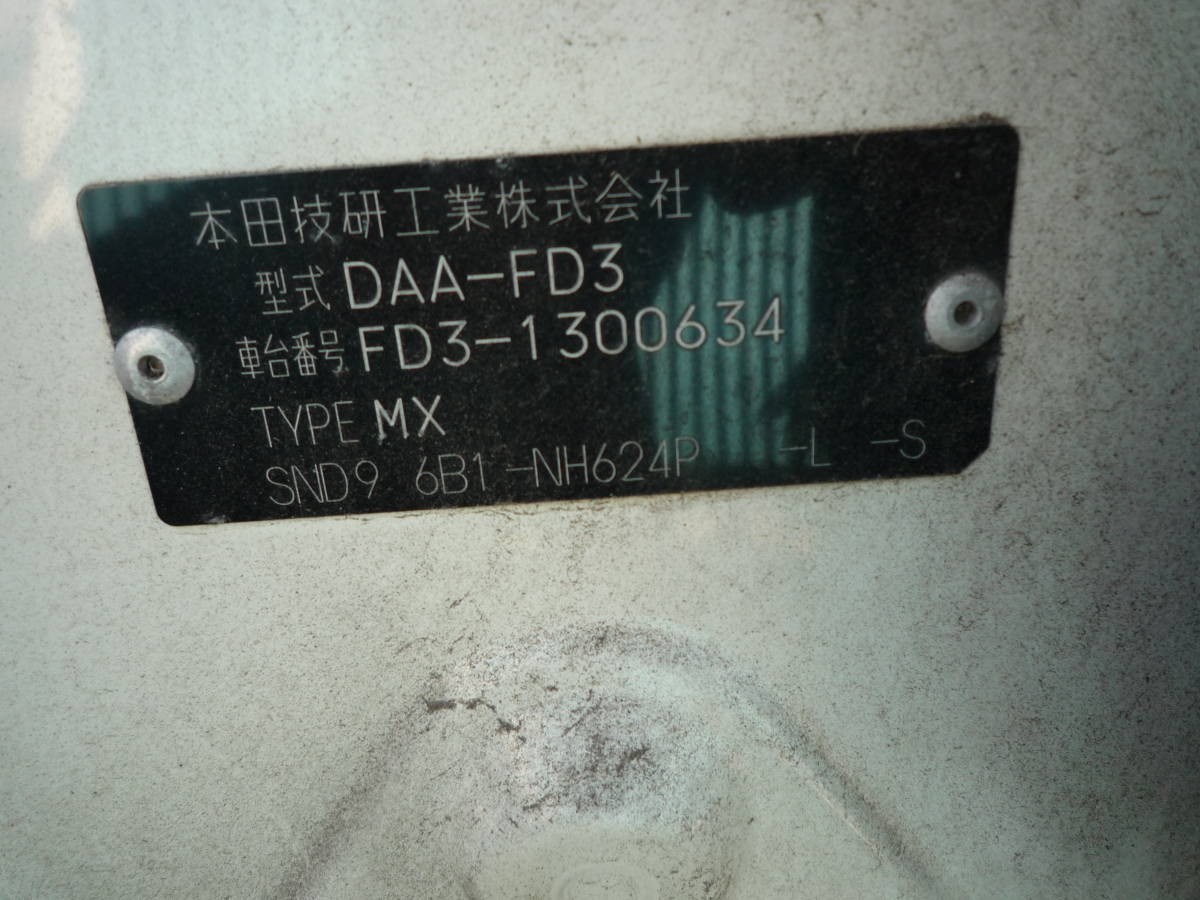 本田技研工業株式会社
型式 DAA-FD3
車台番号 FD3-1300634
TYPE MX
SND9 6B1-NH624P -L -S